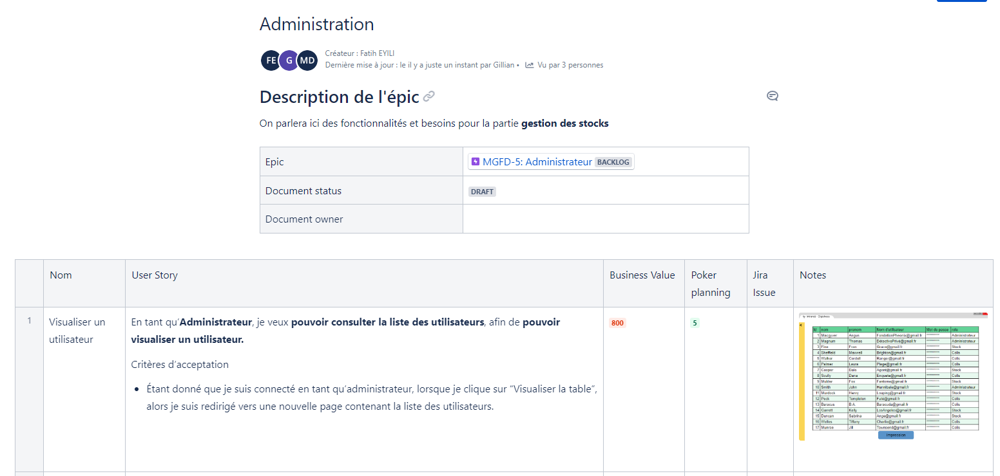 Administration
FE G MD
Créateur : Fatih EYILI
Dernière mise à jour : le il y a juste un instant par Gillian • Vu par 3 personnes
Description de l'épic
On parlera ici des fonctionnalités et besoins pour la partie gestion des stocks
Epic MGFD-5: Administrateur BACKLOG
Document status DRAFT
Document owner
Nom User Story Business Value Poker planning Jira Issue Notes
1 Visualiser un utilisateur
En tant qu'Administrateur, je veux pouvoir consulter la liste des utilisateurs, afin de pouvoir
visualiser un utilisateur.
Critères d'acceptation
• Étant donné que je suis connecté en tant qu'administrateur, lorsque je clique sur “Visualiser la table”,
alors je suis redirigé vers une nouvelle page contenant la liste des utilisateurs.
800
5
Id nom prenom Nom d'utilisateur Mot de passe role
1 Macgyver Angus FondationPheonix@gmail.fr ********* Administrateur
2 Magnum Thomas DétectivePrivé@gmail.fr ********* Administrateur
3 Fine Fran Grace@gmail.fr ********* Stock
4 Sheffield Maxwell Brighton@gmail.fr ********* Colis
5 Walker Cordell Ranger@gmail.fr ********* Colis
6 Palmer Laura Plage@gmail.fr ********* Colis
7 Cooper Dale Agent@gmail.fr ********* Stock
8 Scully Dana Enquete@gmail.fr ********* Colis
9 Mulder Fox Fantome@gmail.fr ********* Stock
10 Smith John Hannibale@gmail.fr ********* Administrateur
11 Murdock Henry Louping@gmail.fr ********* Stock
12 Peck Templeton Futé@gmail.fr ********* Colis
13 Baracus B.A. Baracuda@gmail.fr ********* Colis
14 Garrett Kelly LosAngeles@gmail.fr ********* Stock
15 Duncan Sabrina Ange@gmail.fr ********* Stock
16 Welles Tiffany Charlie@gmail.fr ********* Colis
17 Munroe Jill Townsend@gmail.fr ********* Colis
Impression